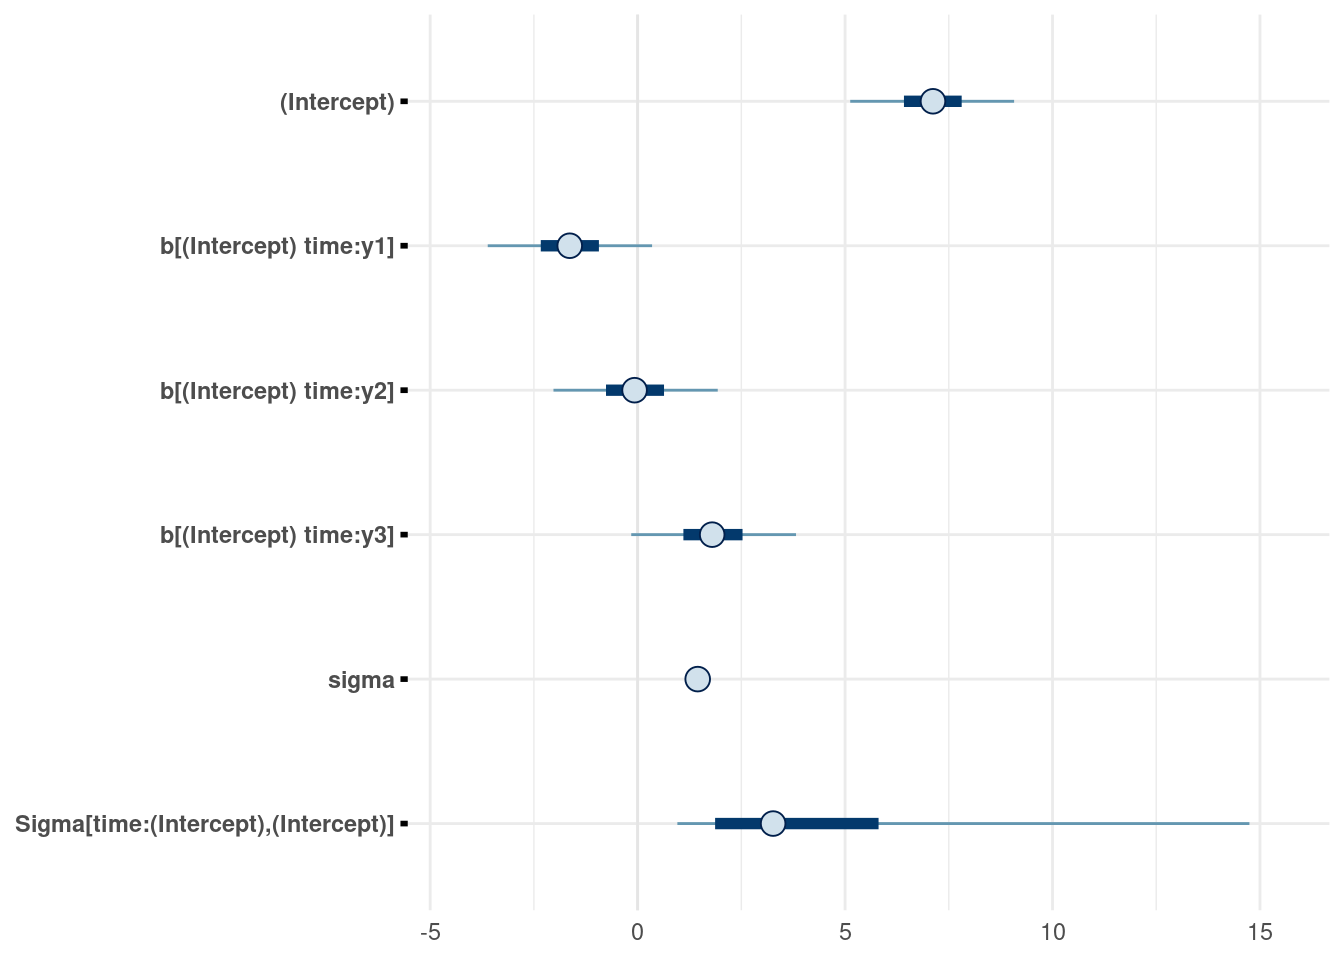 (Intercept)
b[(Intercept) time:y1]
b[(Intercept) time:y2]
b[(Intercept) time:y3]
sigma
Sigma[time:(Intercept),(Intercept)]
-5 0 5 10 15